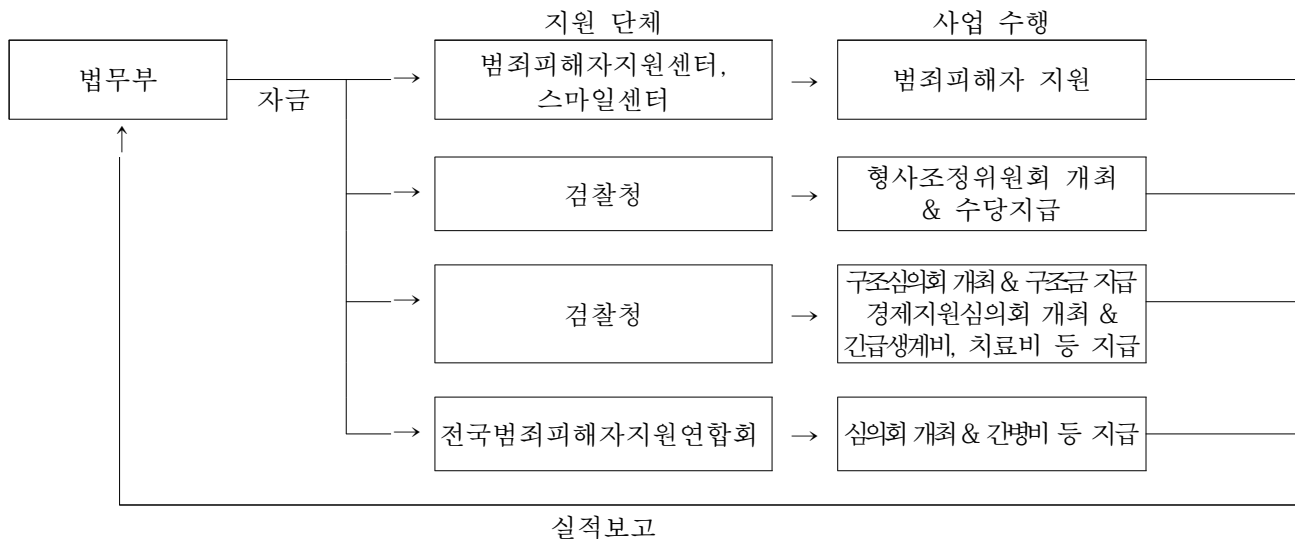 지원 단체
사업 수행
법무부
자금
범죄피해자지원센터,
스마일센터
→
범죄피해자 지원
검찰청
→
형사조정위원회 개최
& 수당지급
검찰청
→
구조심의회 개최 & 구조금 지급
경제지원심의회 개최 &
긴급생계비, 치료비 등 지급
전국범죄피해자지원연합회
→
심의회 개최 & 간병비 등 지급
실적보고